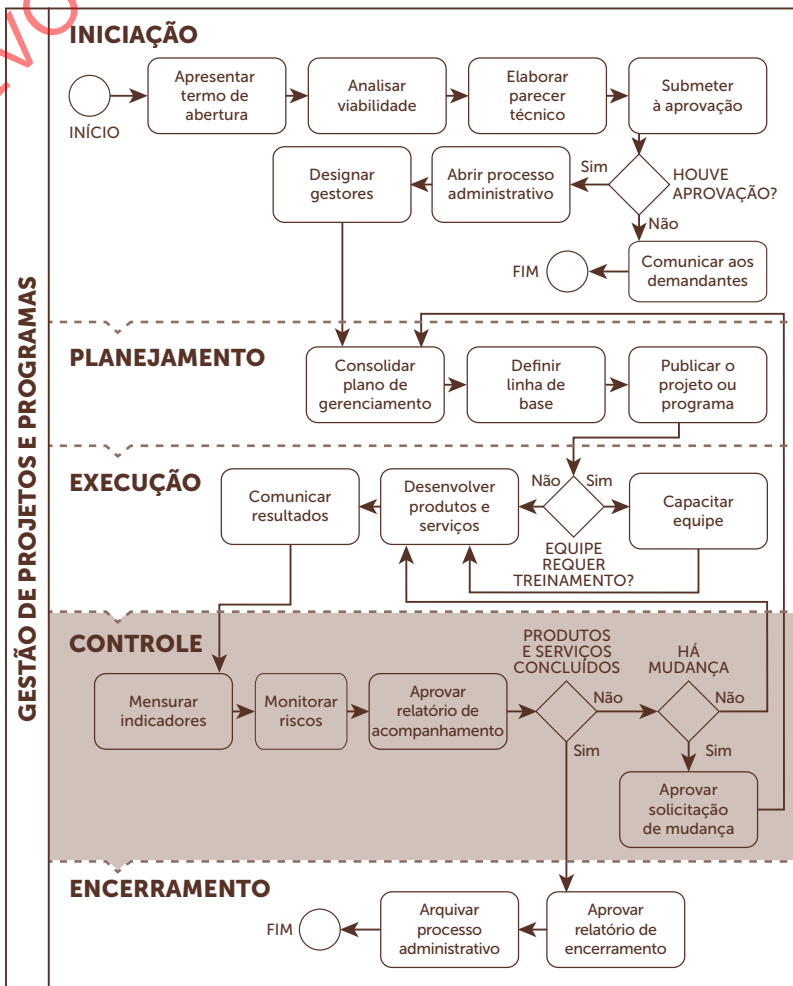 GESTÃO DE PROJETOS E PROGRAMAS
INICIAÇÃO
INÍCIO
Apresentar
termo de
abertura
Analisar
viabilidade
Elaborar
parecer
técnico
Submeter
à aprovação
HOUVE
APROVAÇÃO?
Sim
Abrir processo
administrativo
Designar
gestores
Não
Comunicar aos
demandantes
FIM
PLANEJAMENTO
Consolidar
plano de
gerenciamento
Definir
linha de
base
Publicar o
projeto ou
programa
EXECUÇÃO
Comunicar
resultados
Desenvolver
produtos e
serviços
Não
Sim
EQUIPE
REQUER
TREINAMENTO?
Capacitar
equipe
CONTROLE
Mensurar
indicadores
Monitorar
riscos
Aprovar
relatório de
acompanhamento
PRODUTOS
E SERVIÇOS
CONCLUÍDOS
Não
Sim
HÁ
MUDANÇA
Não
Sim
Aprovar
solicitação
de mudança
ENCERRAMENTO
FIM
Arquivar
processo
administrativo
Aprovar
relatório de
encerramento